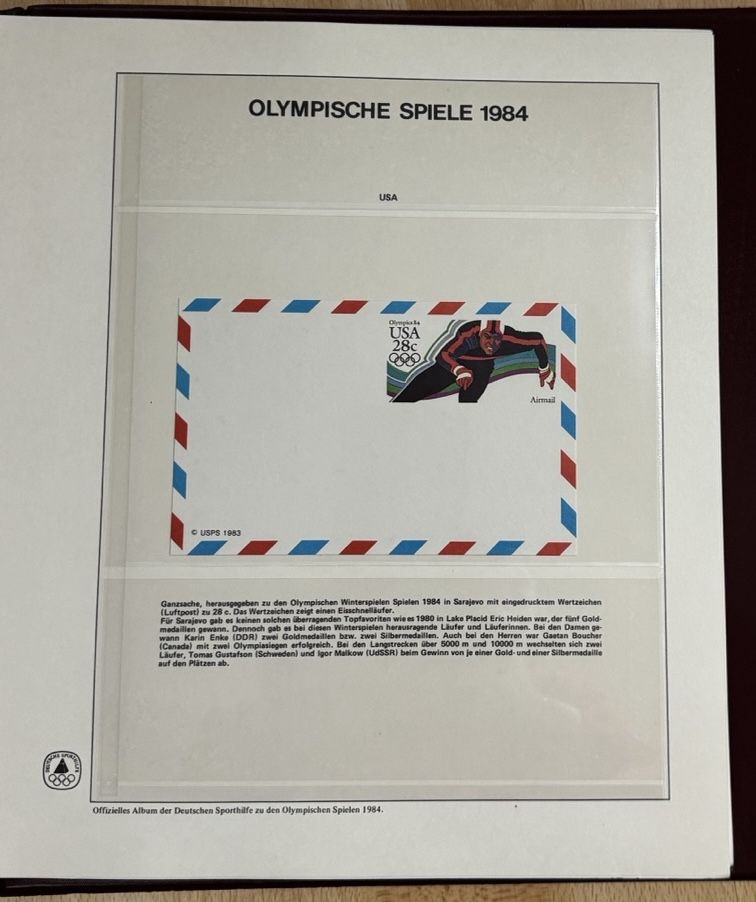 OLYMPISCHE SPIELE 1984
USA
Olympics 84
USA
28c
Airmail
© USPS 1983
Ganzsache, herausgegeben zu den Olympischen Winterspielen Spielen 1984 in Sarajevo mit eingedrucktem Wertzeichen
(Luftpost) zu 28 c. Das Wertzeichen zeigt einen Eisschnelläufer.
Für Sarajevo gab es keinen solchen überragenden Topfavoriten wie es 1980 in Lake Placid Eric Heiden war, der fünf Gold-
medaillen gewann. Dennoch gab es bei diesen Winterspielen herausragende Läufer und Läuferinnen. Bei den Damen ge-
wann Karin Enke (DDR) zwei Goldmedaillen bzw. zwei Silbermedaillen. Auch bei den Herren war Gaetan Boucher
(Canada) mit zwei Olympiasiegen erfolgreich. Bei den Langstrecken über 5000 m und 10000 m wechselten sich zwei
Läufer, Tomas Gustafson (Schweden) und Igor Malkow (UdSSR) beim Gewinn von je einer Gold- und einer Silbermedaille
auf den Plätzen ab.
DEUTSCHE SPORTHILFE
Offizielles Album der Deutschen Sporthilfe zu den Olympischen Spielen 1984.